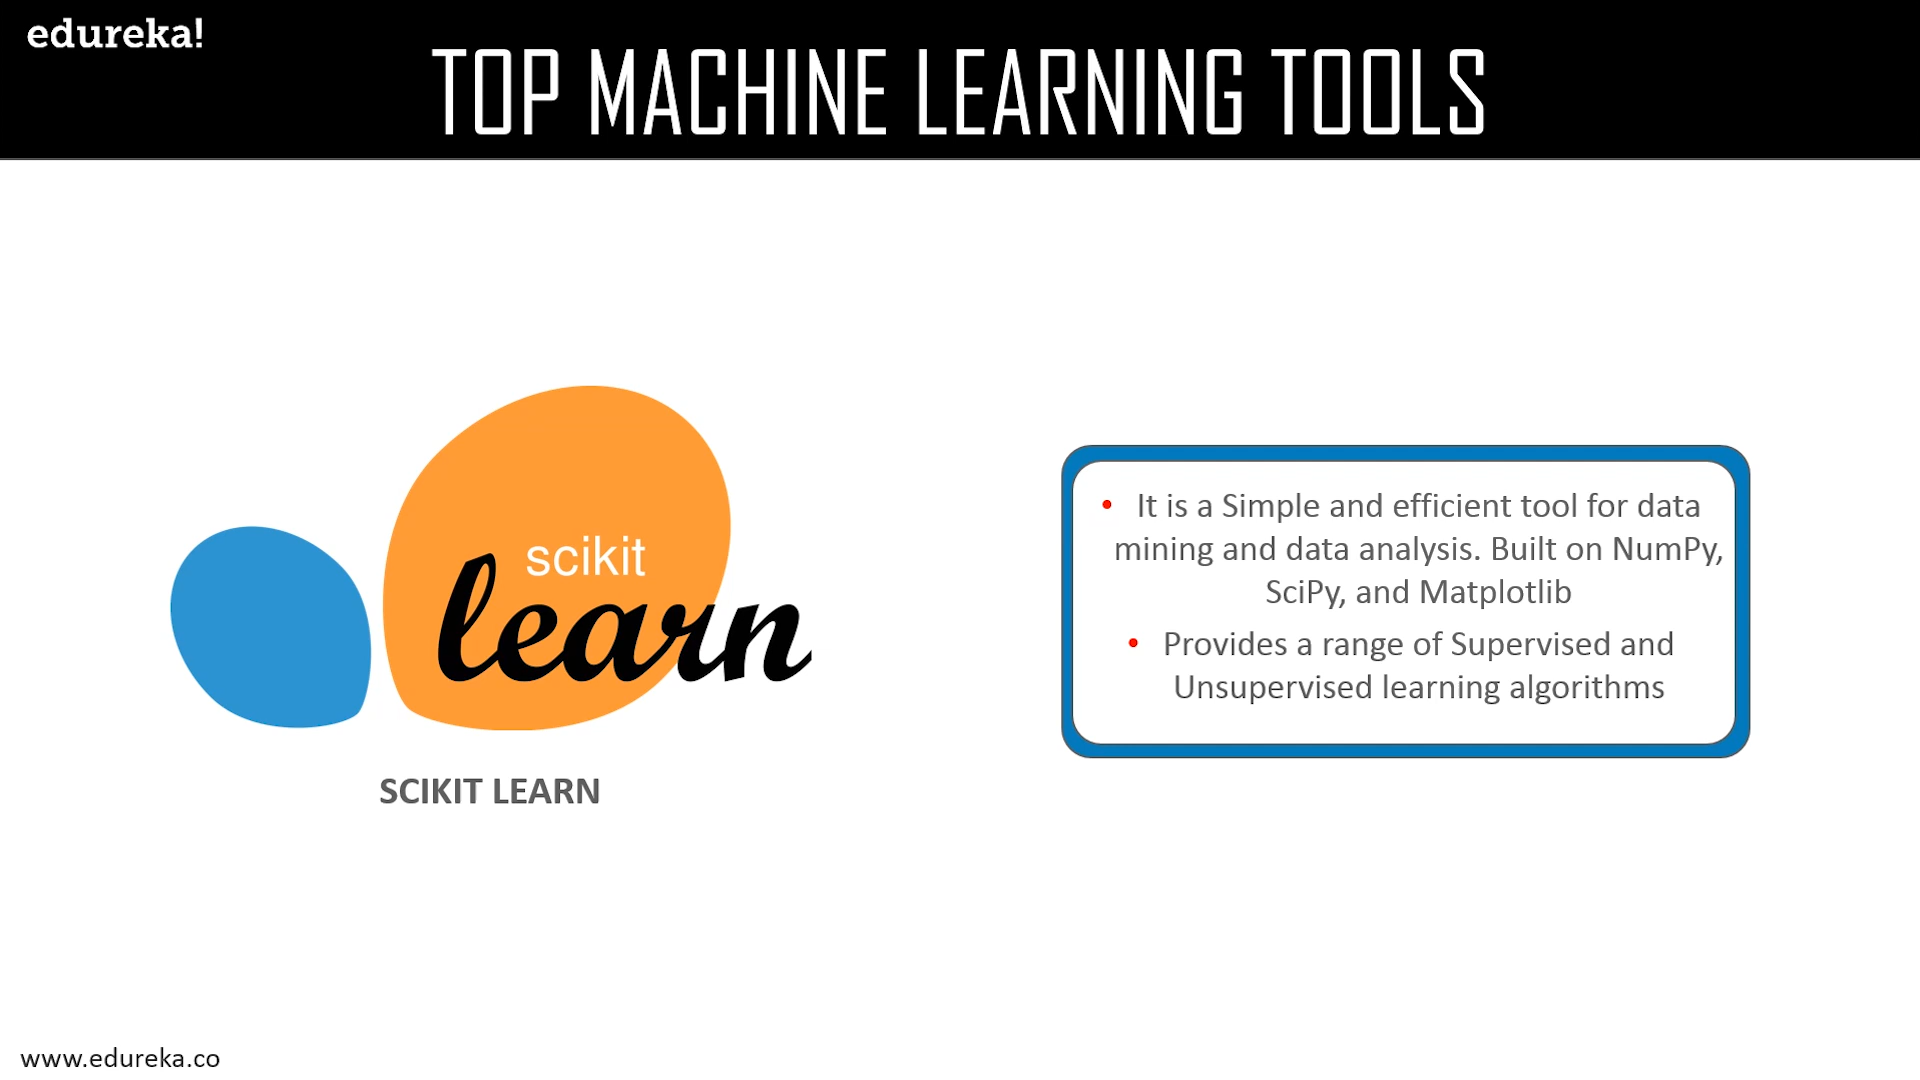 edureka!
TOP MACHINE LEARNING TOOLS
scikit
learn
SCIKIT LEARN
• It is a Simple and efficient tool for data
mining and data analysis. Built on NumPy,
SciPy, and Matplotlib
• Provides a range of Supervised and
Unsupervised learning algorithms
www.edureka.co